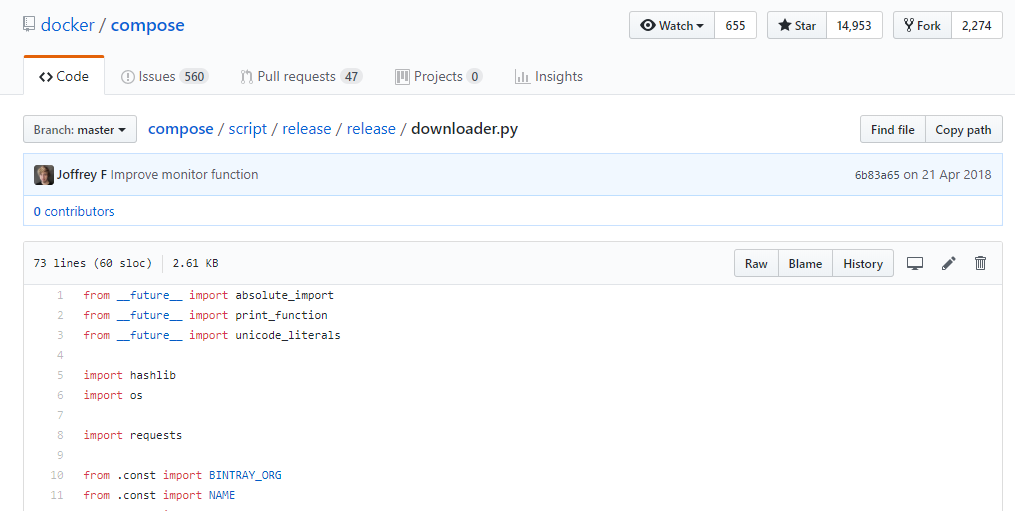 docker / compose Watch 655 Star 14,953 Fork 2,274
Code Issues 560 Pull requests 47 Projects 0 Insights
Branch: master compose / script / release / release / downloader.py Find file Copy path
Joffrey F Improve monitor function 6b83a65 on 21 Apr 2018
0 contributors
73 lines (60 sloc) 2.61 KB Raw Blame History
1 from __future__ import absolute_import
2 from __future__ import print_function
3 from __future__ import unicode_literals
4
5 import hashlib
6 import os
7
8 import requests
9
10 from .const import BINTRAY_ORG
11 from .const import NAME